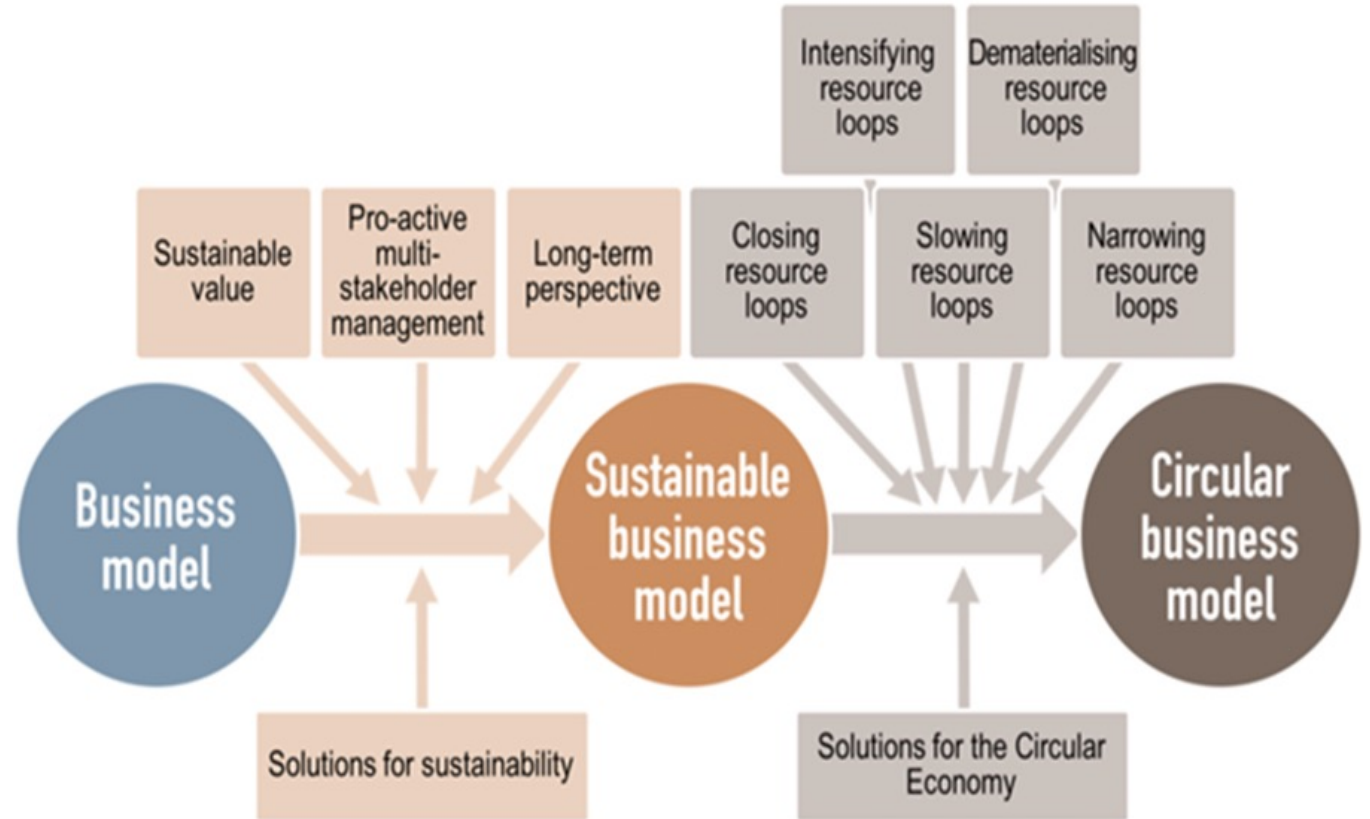 Intensifying
resource
loops
Dematerialising
resource
loops
Sustainable
value
Pro-active
multi-
stakeholder
management
Long-term
perspective
Closing
resource
loops
Slowing
resource
loops
Narrowing
resource
loops
Business
model
Sustainable
business
model
Circular
business
model
Solutions for sustainability
Solutions for the Circular
Economy